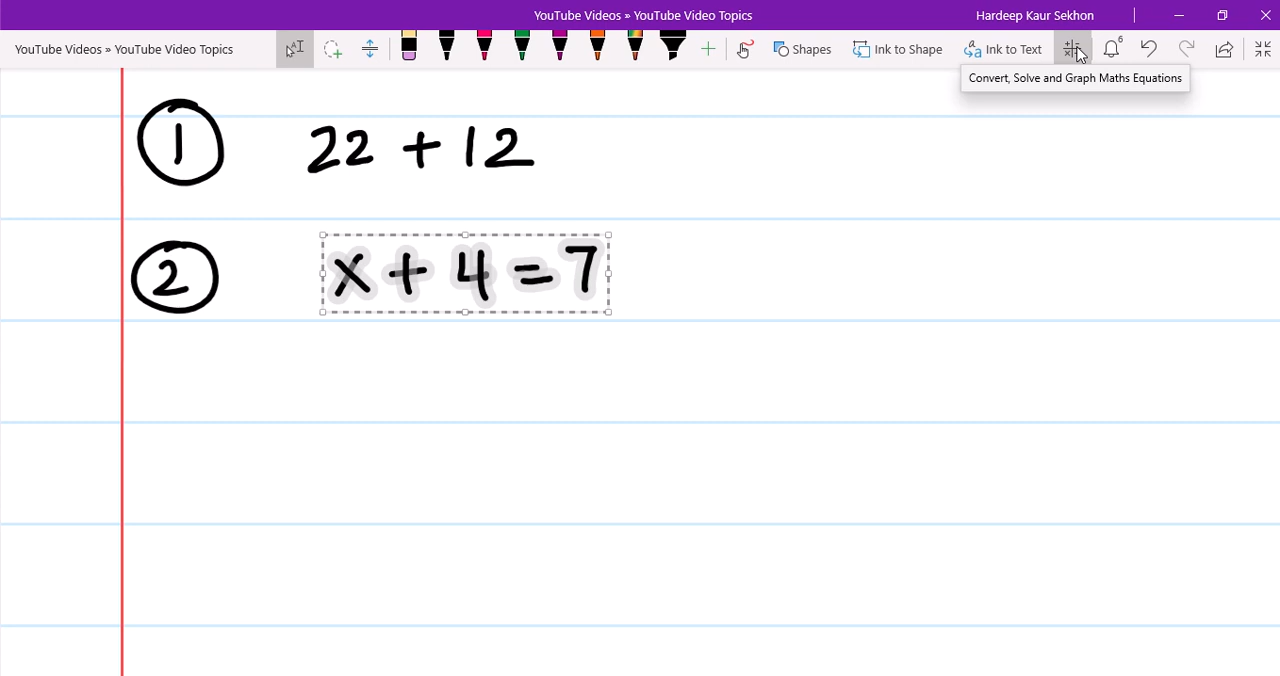 YouTube Videos » YouTube Video Topics
Hardeep Kaur Sekhon
YouTube Videos » YouTube Video Topics
Shapes
Ink to Shape
Ink to Text
6
Convert, Solve and Graph Maths Equations
1 22 + 12
2 x + 4 = 7